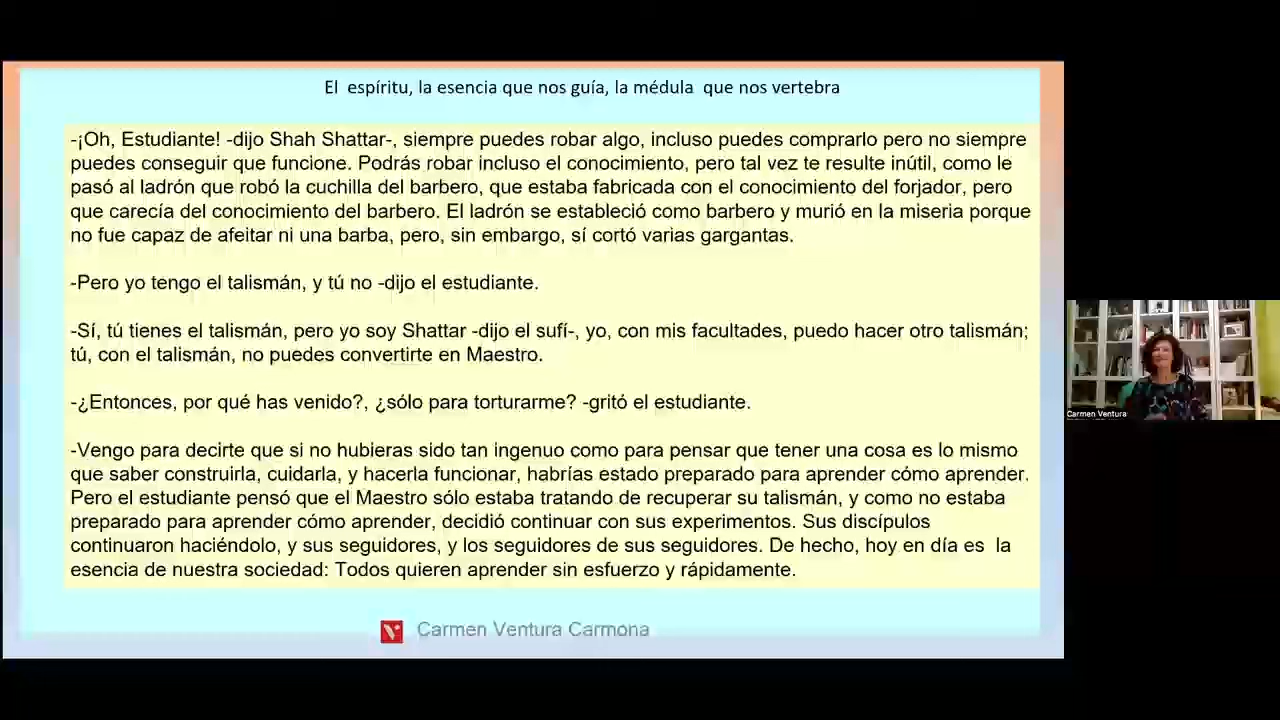 El espíritu, la esencia que nos guía, la médula que nos vertebra
-¡Oh, Estudiante! -dijo Shah Shattar-, siempre puedes robar algo, incluso puedes comprarlo pero no siempre
puedes conseguir que funcione. Podrás robar incluso el conocimiento, pero tal vez te resulte inútil, como le
pasó al ladrón que robó la cuchilla del barbero, que estaba fabricada con el conocimiento del forjador, pero
que carecía del conocimiento del barbero. El ladrón se estableció como barbero y murió en la miseria porque
no fue capaz de afeitar ni una barba, pero, sin embargo, sí cortó varias gargantas.
-Pero yo tengo el talismán, y tú no -dijo el estudiante.
-Sí, tú tienes el talismán, pero yo soy Shattar -dijo el sufí-, yo, con mis facultades, puedo hacer otro talismán;
tú, con el talismán, no puedes convertirte en Maestro.
-¿Entonces, por qué has venido?, ¿sólo para torturarme? -gritó el estudiante.
-Vengo para decirte que si no hubieras sido tan ingenuo como para pensar que tener una cosa es lo mismo
que saber construirla, cuidarla, y hacerla funcionar, habrías estado preparado para aprender cómo aprender.
Pero el estudiante pensó que el Maestro sólo estaba tratando de recuperar su talismán, y como no estaba
preparado para aprender cómo aprender, decidió continuar con sus experimentos. Sus discípulos
continuaron haciéndolo, y sus seguidores, y los seguidores de sus seguidores. De hecho, hoy en día es la
esencia de nuestra sociedad: Todos quieren aprender sin esfuerzo y rápidamente.
Carmen Ventura Carmona
Carmen Ventura